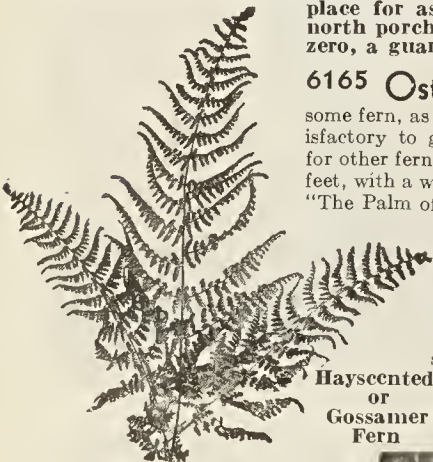 place for as
north porch
zero, a guar
6165 Ost
some fern, as
isfactory to g
for other fern
feet, with a w
"The Palm of
Hayscented
or
Gossamer
Fern